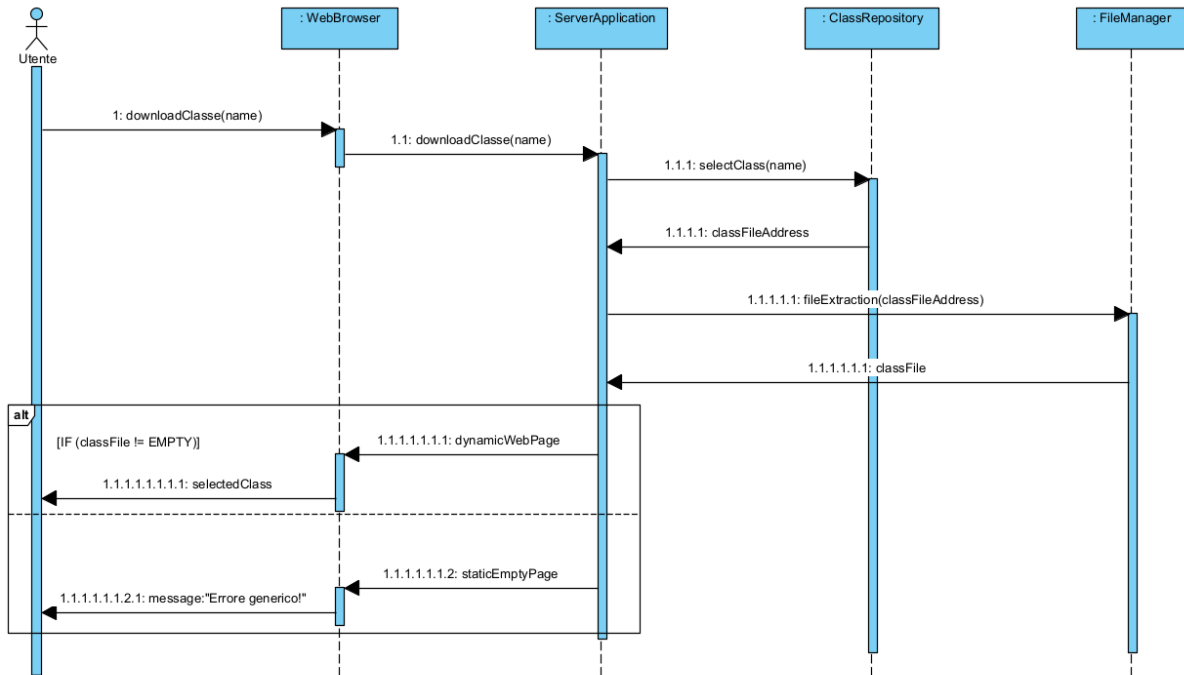 : WebBrowser
: ServerApplication
: ClassRepository
: FileManager
Utente
1: downloadClasse(name)
1.1: downloadClasse(name)
1.1.1: selectClass(name)
1.1.1.1: classFileAddress
1.1.1.1.1: fileExtraction(classFileAddress)
1.1.1.1.1.1: classFile
alt
[IF (classFile != EMPTY)]
1.1.1.1.1.1.1: dynamicWebPage
1.1.1.1.1.1.1.1: selectedClass
1.1.1.1.1.1.2: staticEmptyPage
1.1.1.1.1.1.2.1: message:"Errore generico!"